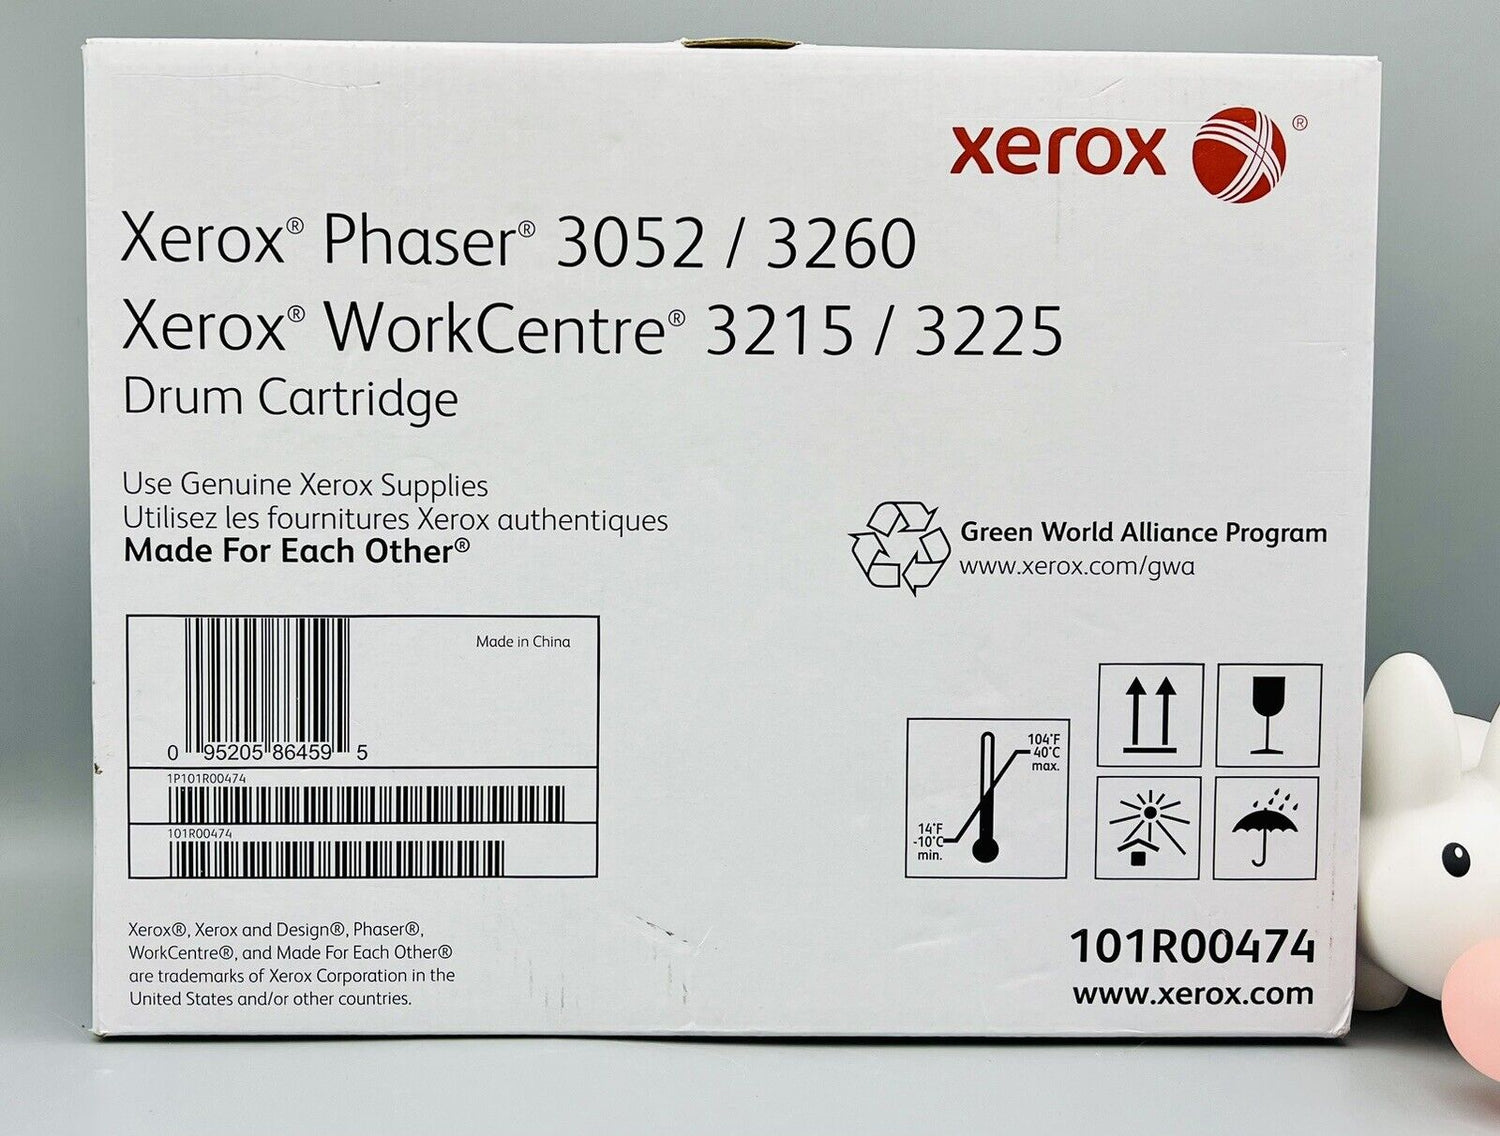 xerox ®
Xerox® Phaser® 3052 / 3260
Xerox® WorkCentre® 3215 / 3225
Drum Cartridge
Use Genuine Xerox Supplies
Utilisez les fournitures Xerox authentiques
Made For Each Other®
Green World Alliance Program
www.xerox.com/gwa
Made in China
0 95205 86459 5
1P101R00474
101R00474
104°F
40°C
max.
14°F
-10°C
min.
Xerox®, Xerox and Design®, Phaser®,
WorkCentre®, and Made For Each Other®
are trademarks of Xerox Corporation in the
United States and/or other countries.
101R00474
www.xerox.com